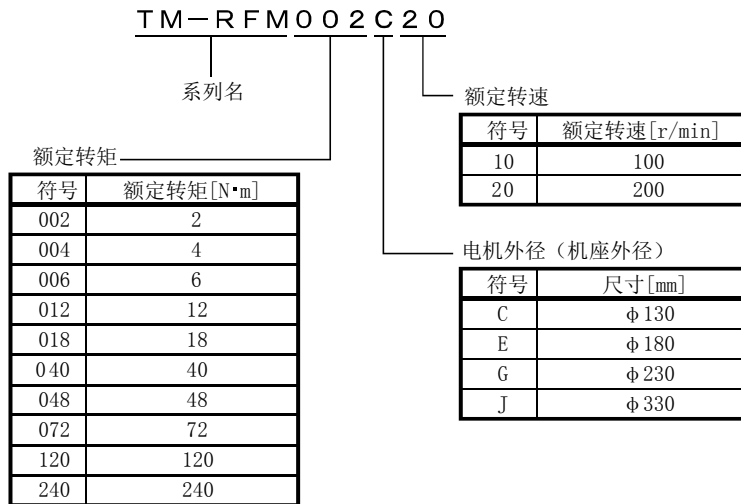 TM－RFM002C20
系列名
额定转速
符号 额定转速[r/min]
10 100
20 200
额定转矩
符号 额定转矩[N･m]
002 2
004 4
006 6
012 12
018 18
040 40
048 48
072 72
120 120
240 240
电机外径（机座外径）
符号 尺寸[mm]
C φ130
E φ180
G φ230
J φ330